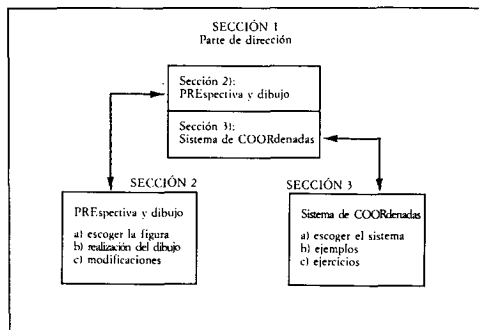 SECCIÓN 1
Parte de dirección
Sección 2):
PREspectiva y dibujo
Sección 3):
Sistema de COORdenadas
SECCIÓN 2
PREspectiva y dibujo
a) escoger la figura
b) realización del dibujo
c) modificaciones
SECCIÓN 3
Sistema de COORdenadas
a) escoger el sistema
b) ejemplos
c) ejercicios